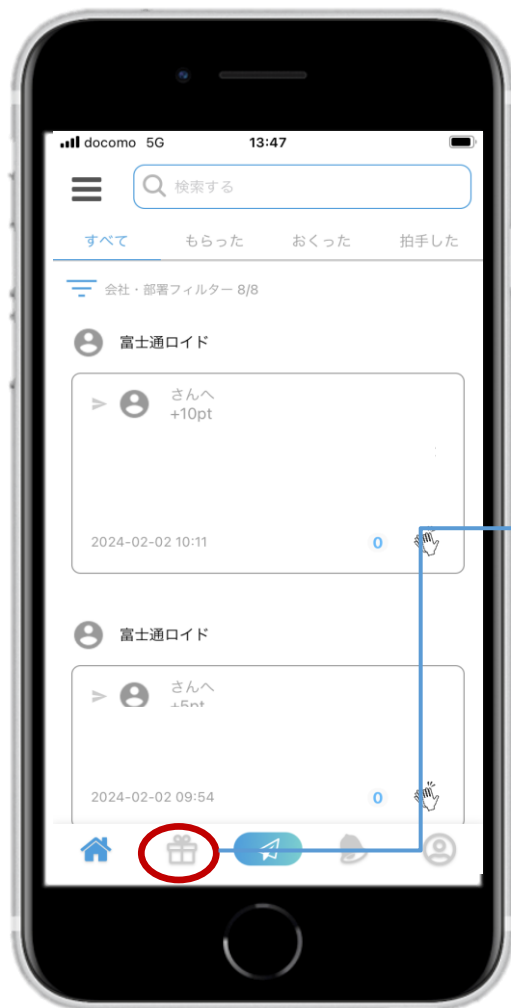 docomo 5G 13:47
検索する
すべて もらった おくった 拍手した
会社・部署フィルター 8/8
富士通ロイド
さんへ
+10pt
2024-02-02 10:11 0
富士通ロイド
さんへ
+5pt
2024-02-02 09:54 0